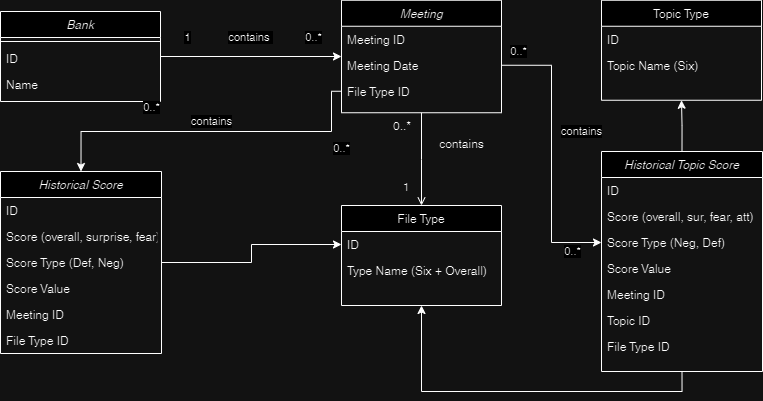 Bank
ID
Name
1
contains
0..*
Meeting
Meeting ID
Meeting Date
File Type ID
0..*
Topic Type
ID
Topic Name (Six)
0..*
contains
0..*
0..*
contains
1
contains
0..*
Historical Score
ID
Score (overall, surprise, fear)
Score Type (Def, Neg)
Score Value
Meeting ID
File Type ID
File Type
ID
Type Name (Six + Overall)
Historical Topic Score
ID
Score (overall, sur, fear, att)
Score Type (Neg, Def)
Score Value
Meeting ID
Topic ID
File Type ID